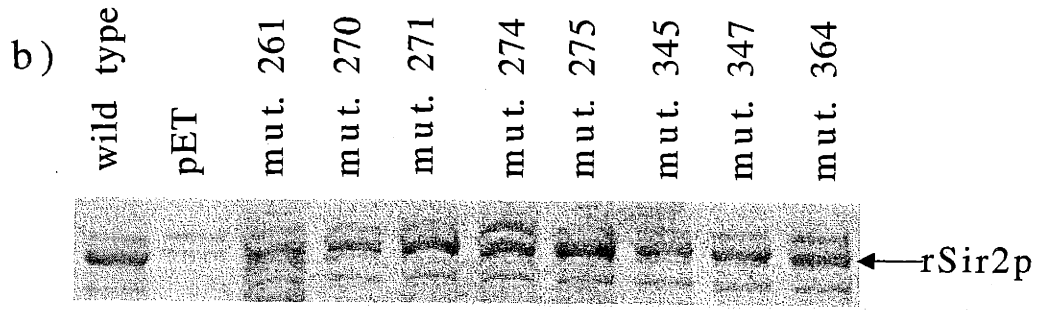 b)
wild type
pET
mut. 261
mut. 270
mut. 271
mut. 274
mut. 275
mut. 345
mut. 347
mut. 364
rSir2p